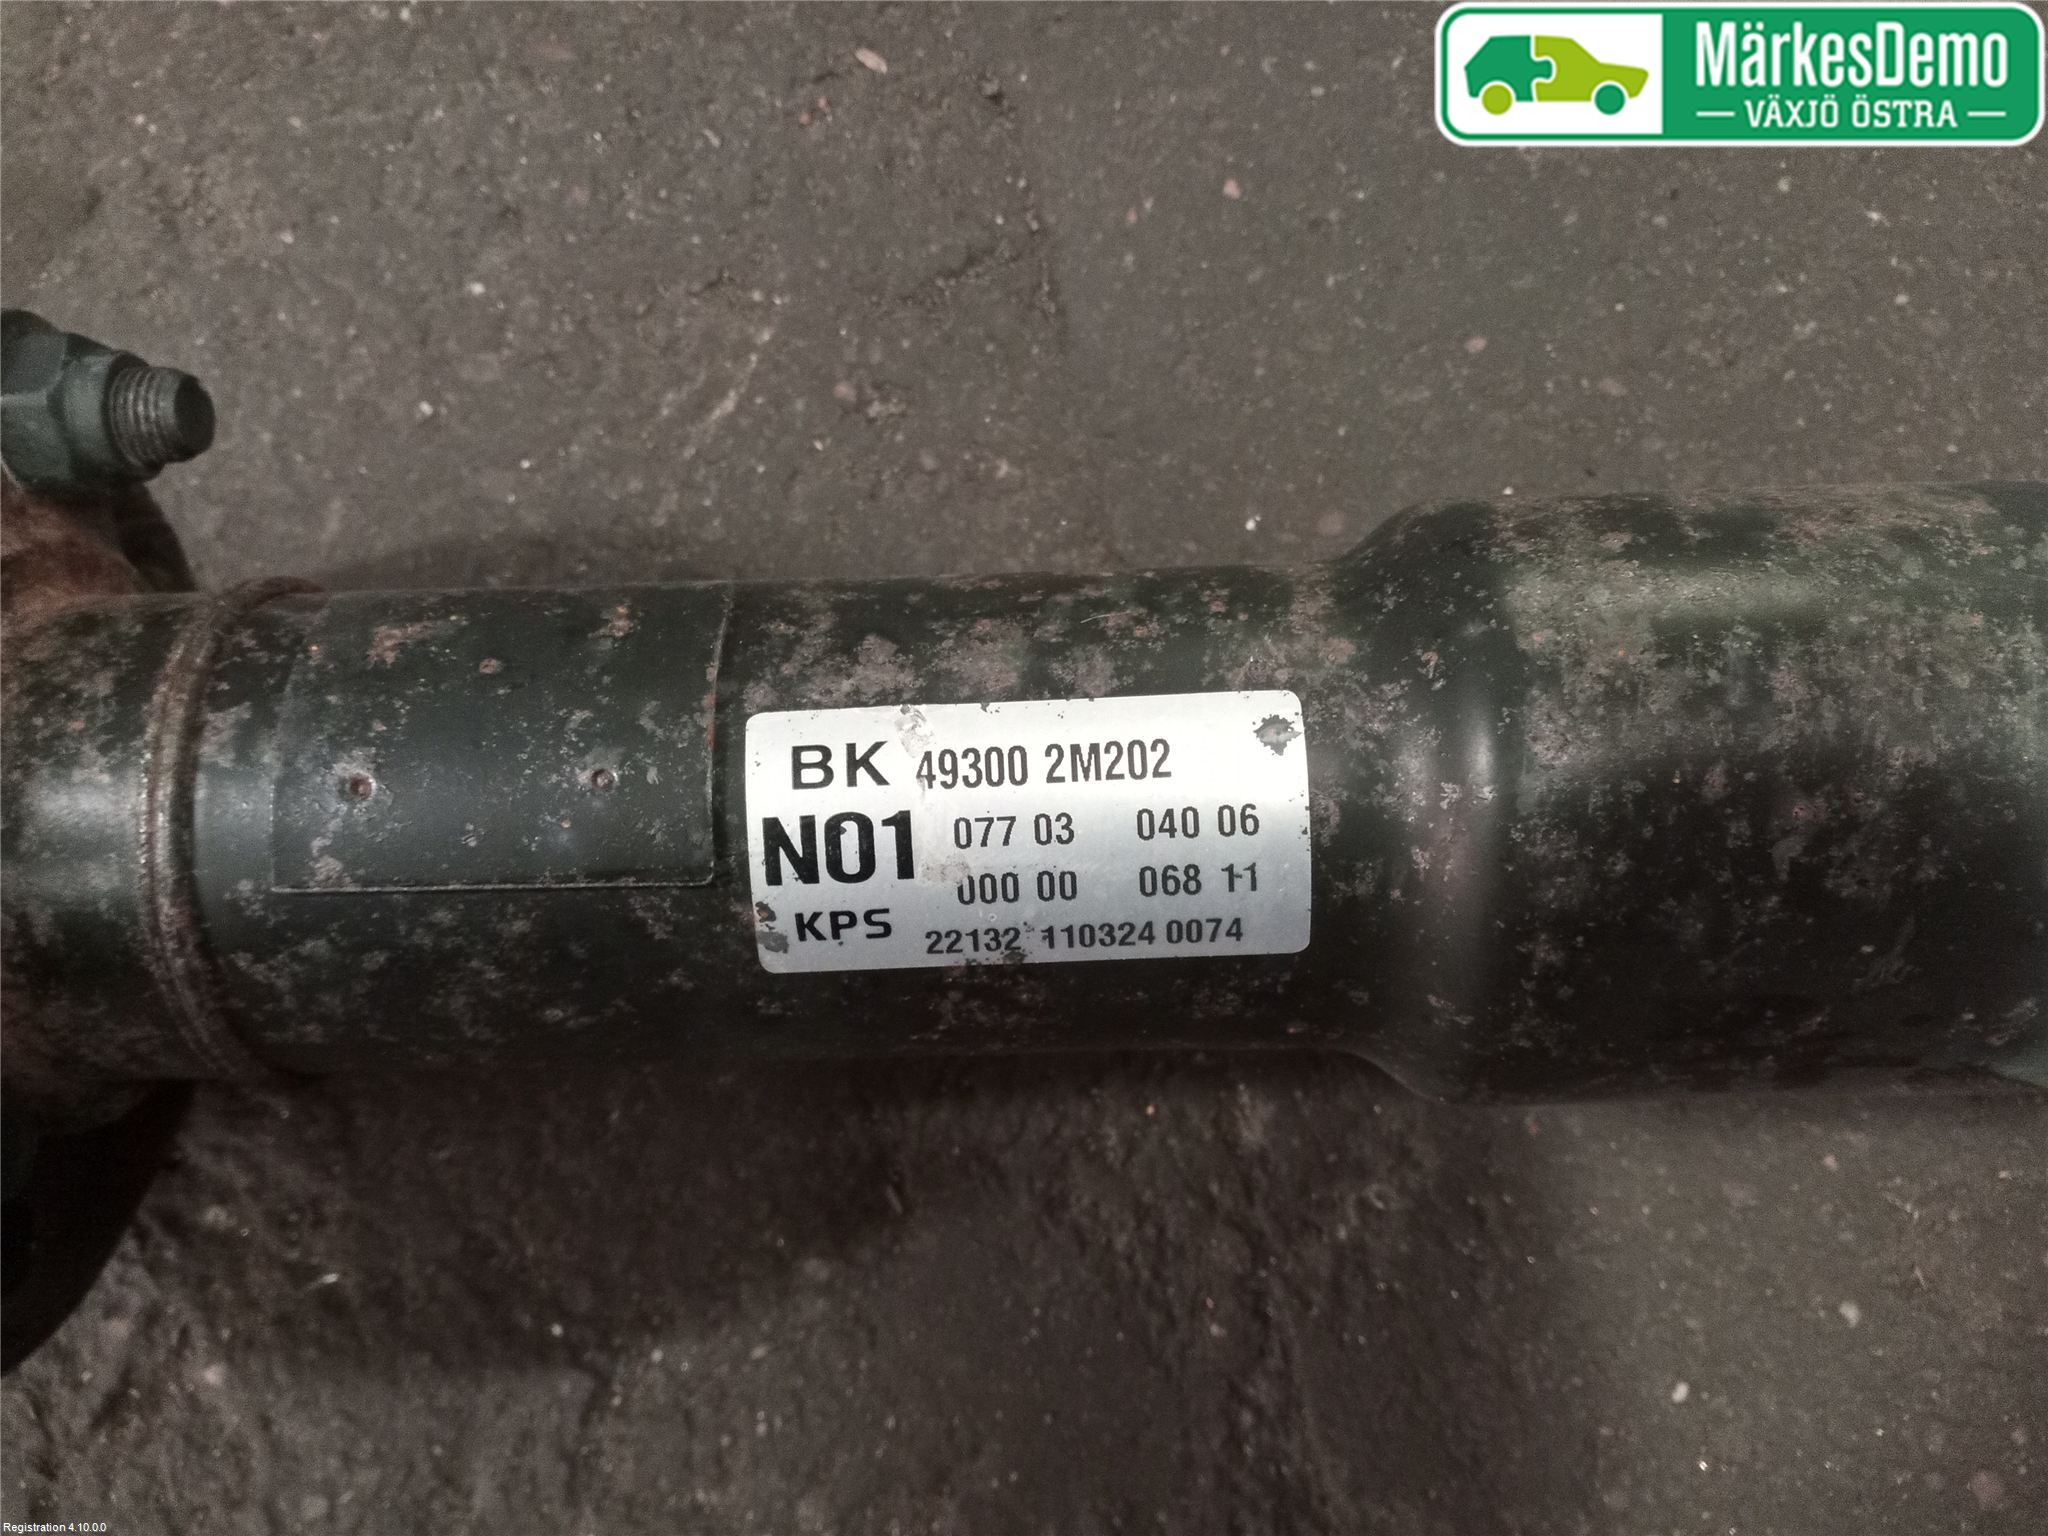 MärkesDemo
VÄXJÖ ÖSTRA
BK 49300 2M202
N01 077 03 040 06
000 00 068 11
KPS 22132 110324 0074
Registration 4.10.0.0